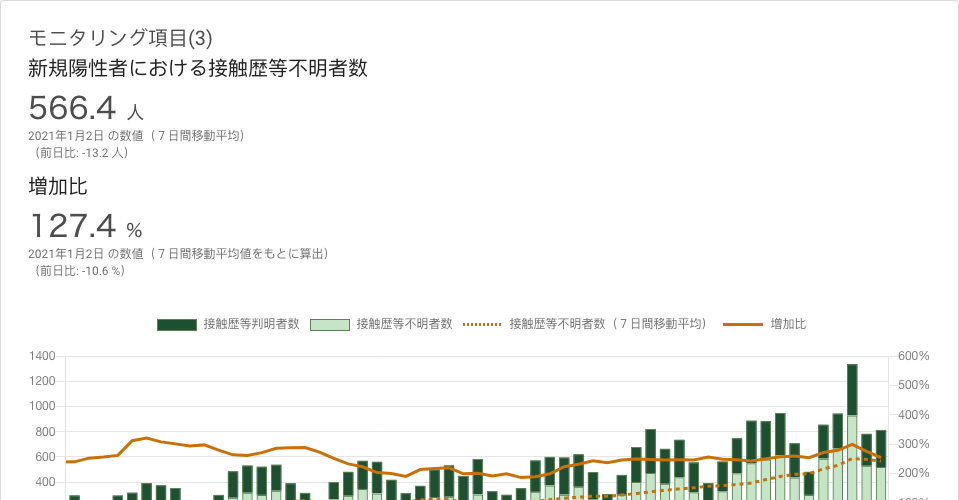 モニタリング項目(3)
新規陽性者における接触歴等不明者数
566.4 人
2021年1月2日 の数値（７日間移動平均）
（前日比: -13.2 人）
増加比
127.4 %
2021年1月2日 の数値（７日間移動平均値をもとに算出）
（前日比: -10.6 %）
接触歴等判明者数 接触歴等不明者数 接触歴等不明者数（７日間移動平均） 増加比
1400 600%
1200 500%
1000 400%
800 300%
600 200%
400